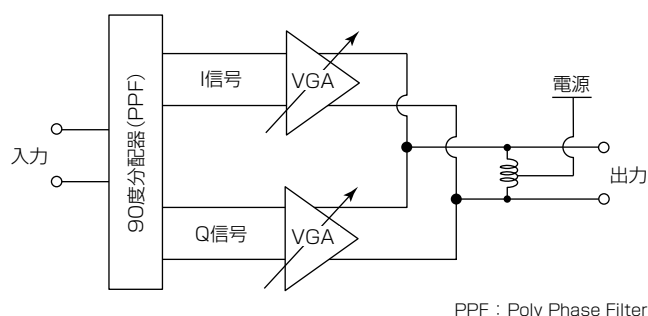 入力
90度分配器(PPF)
I信号
VGA
Q信号
VGA
電源
出力
PPF：Poly Phase Filter